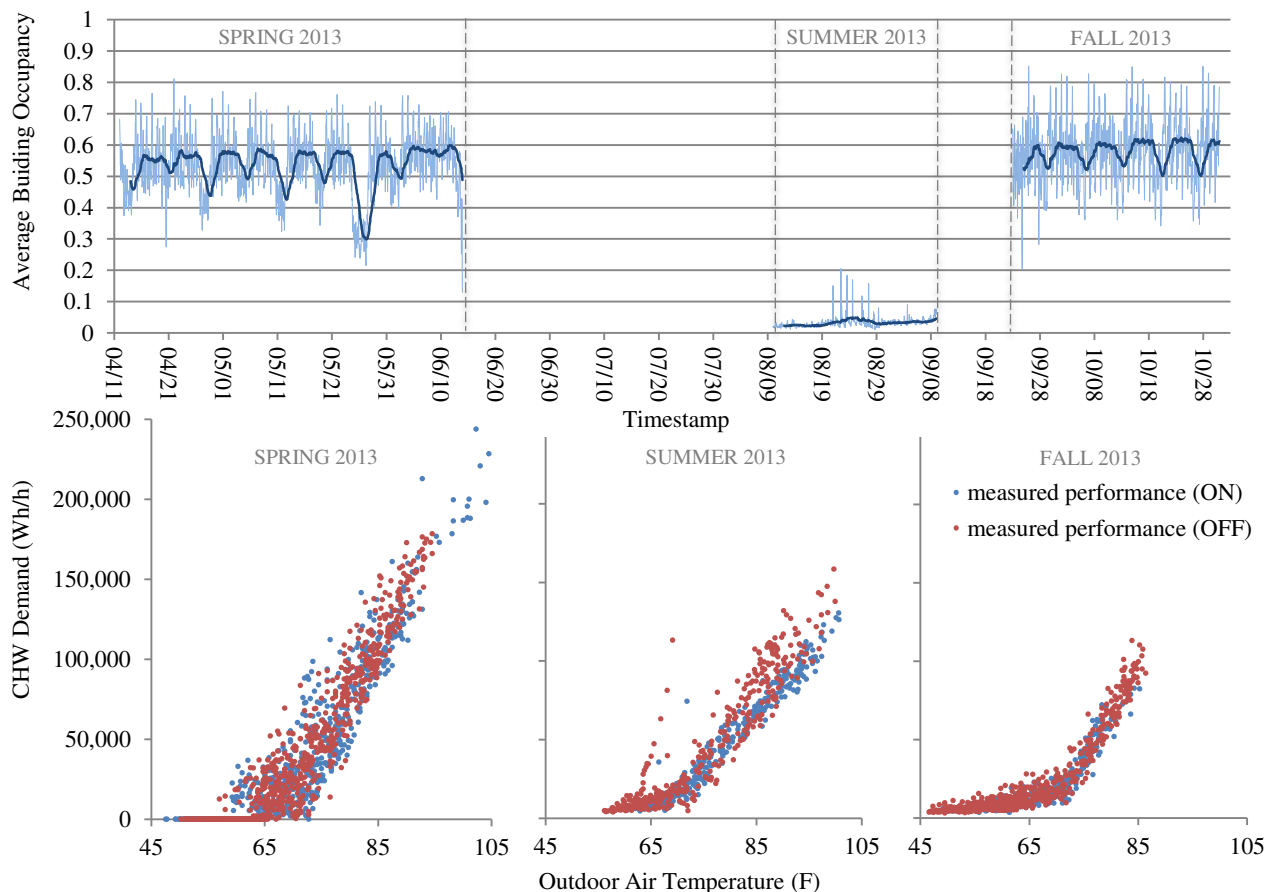 Average Buiding Occupancy
1
0.9
0.8
0.7
0.6
0.5
0.4
0.3
0.2
0.1
0
SPRING 2013
SUMMER 2013
FALL 2013
04/11
04/21
05/01
05/11
05/21
05/31
06/10
06/20
06/30
07/10
07/20
07/30
08/09
08/19
08/29
09/08
09/18
09/28
10/08
10/18
10/28
Timestamp
CHW Demand (Wh/h)
250,000
200,000
150,000
100,000
50,000
0
SPRING 2013
SUMMER 2013
FALL 2013
measured performance (ON)
measured performance (OFF)
45 65 85 105
45 65 85 105
45 65 85 105
Outdoor Air Temperature (F)